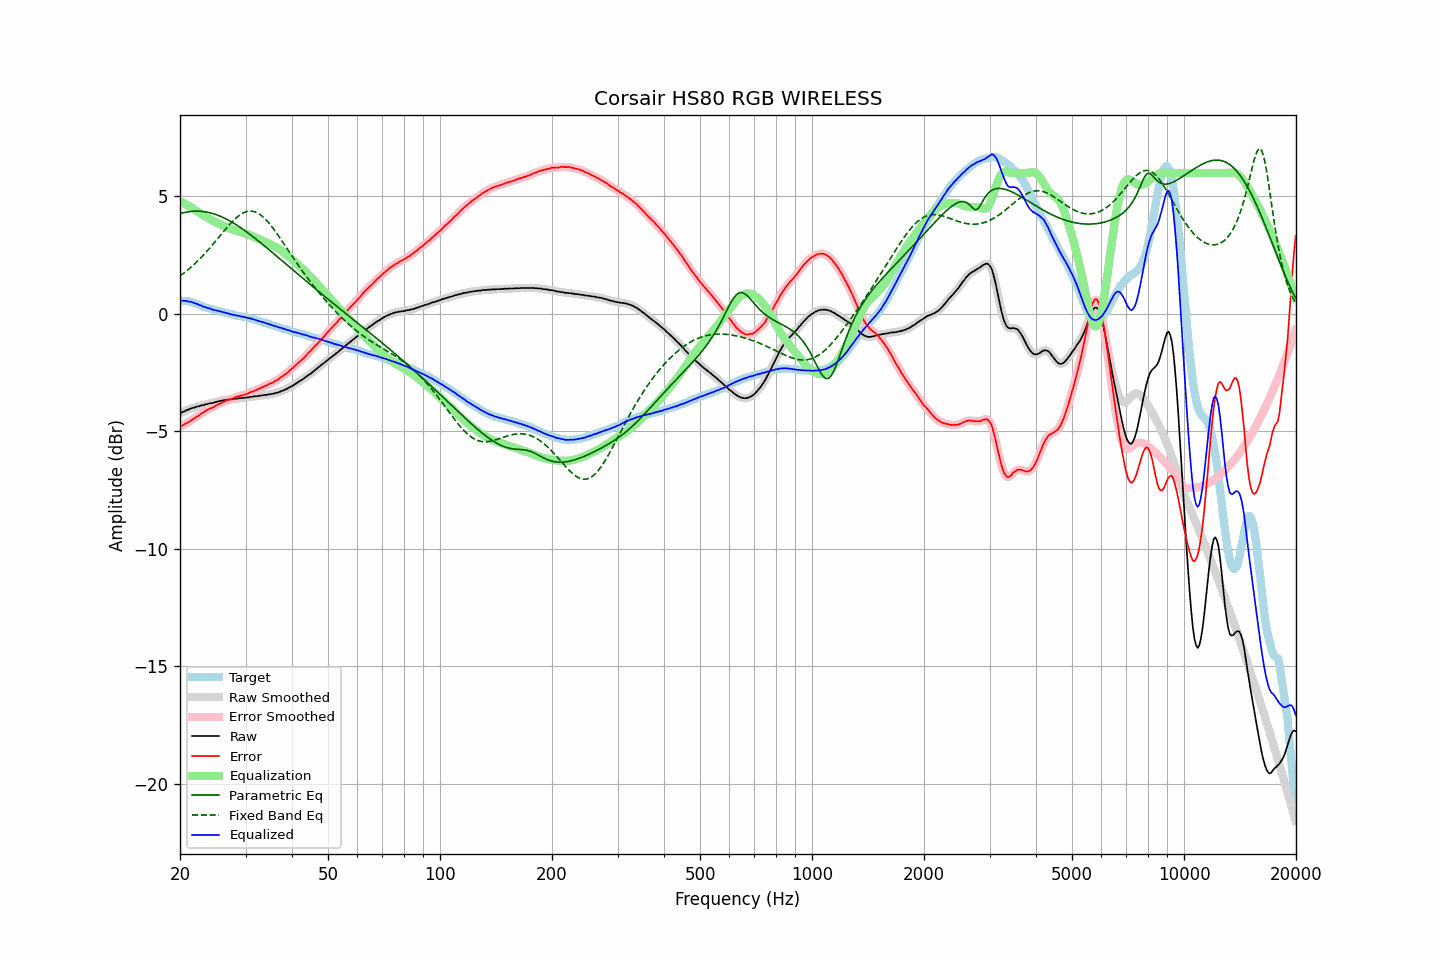 Corsair HS80 RGB WIRELESS
Amplitude (dBr)
5
0
−5
−10
−15
−20
Target
Raw Smoothed
Error Smoothed
Raw
Error
Equalization
Parametric Eq
Fixed Band Eq
Equalized
20 50 100 200 500 1000 2000 5000 10000 20000
Frequency (Hz)